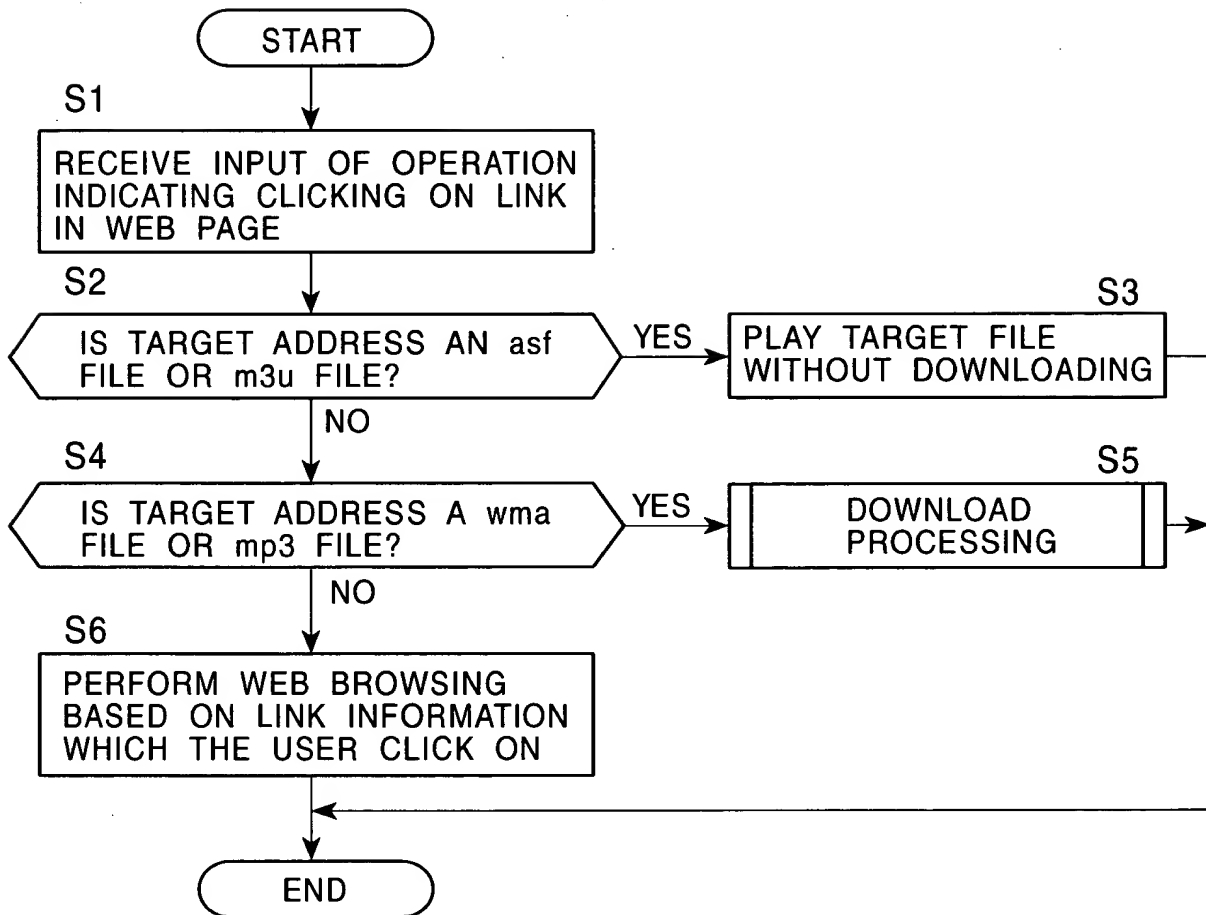 START
S1
RECEIVE INPUT OF OPERATION
INDICATING CLICKING ON LINK
IN WEB PAGE
S2
IS TARGET ADDRESS AN asf
FILE OR m3u FILE?
YES
S3
PLAY TARGET FILE
WITHOUT DOWNLOADING
NO
S4
IS TARGET ADDRESS A wma
FILE OR mp3 FILE?
YES
S5
DOWNLOAD
PROCESSING
NO
S6
PERFORM WEB BROWSING
BASED ON LINK INFORMATION
WHICH THE USER CLICK ON
END